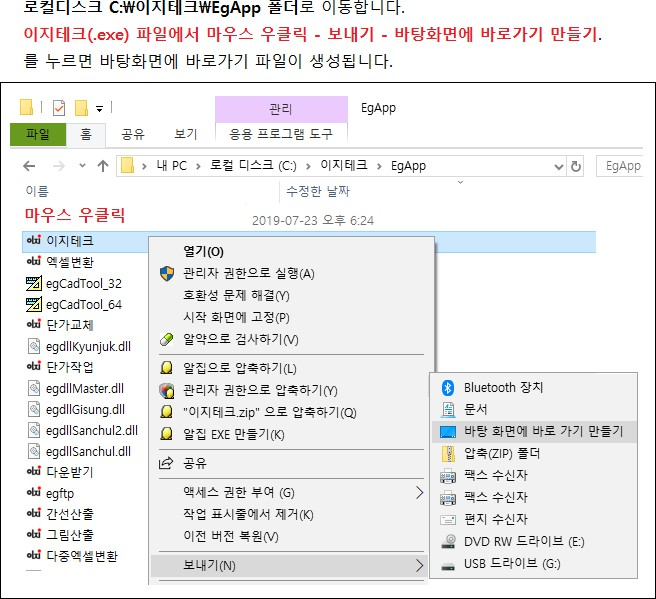 로컬디스크 C:\이지테크\EgApp 폴더로 이동합니다.
이지테크(.exe) 파일에서 마우스 우클릭 - 보내기 - 바탕화면에 바로가기 만들기.
를 누르면 바탕화면에 바로가기 파일이 생성됩니다.
관리
EgApp
파일
홈
공유
보기
응용 프로그램 도구
내 PC > 로컬 디스크 (C:) > 이지테크 > EgApp
EgApp
이름
수정한 날짜
마우스 우클릭
2019-07-23 오후 6:24
이지테크
엑셀변환
egCadTool_32
egCadTool_64
단가교체
egdllKyunjuk.dll
단가작업
egdllMaster.dll
egdllGisung.dll
egdllSanchul2.dll
egdllSanchul.dll
다운받기
egftp
간선산출
그림산출
다중엑셀변환
열기(O)
관리자 권한으로 실행(A)
호환성 문제 해결(Y)
시작 화면에 고정(P)
알약으로 검사하기(V)
알집으로 압축하기(L)
관리자 권한으로 압축하기(Y)
"이지테크.zip" 으로 압축하기(Q)
알집 EXE 만들기(K)
공유
액세스 권한 부여 (G)
작업 표시줄에서 제거(K)
이전 버전 복원(V)
보내기(N)
Bluetooth 장치
문서
바탕 화면에 바로 가기 만들기
압축(ZIP) 폴더
팩스 수신자
팩스 수신자
편지 수신자
DVD RW 드라이브 (E:)
USB 드라이브 (G:)